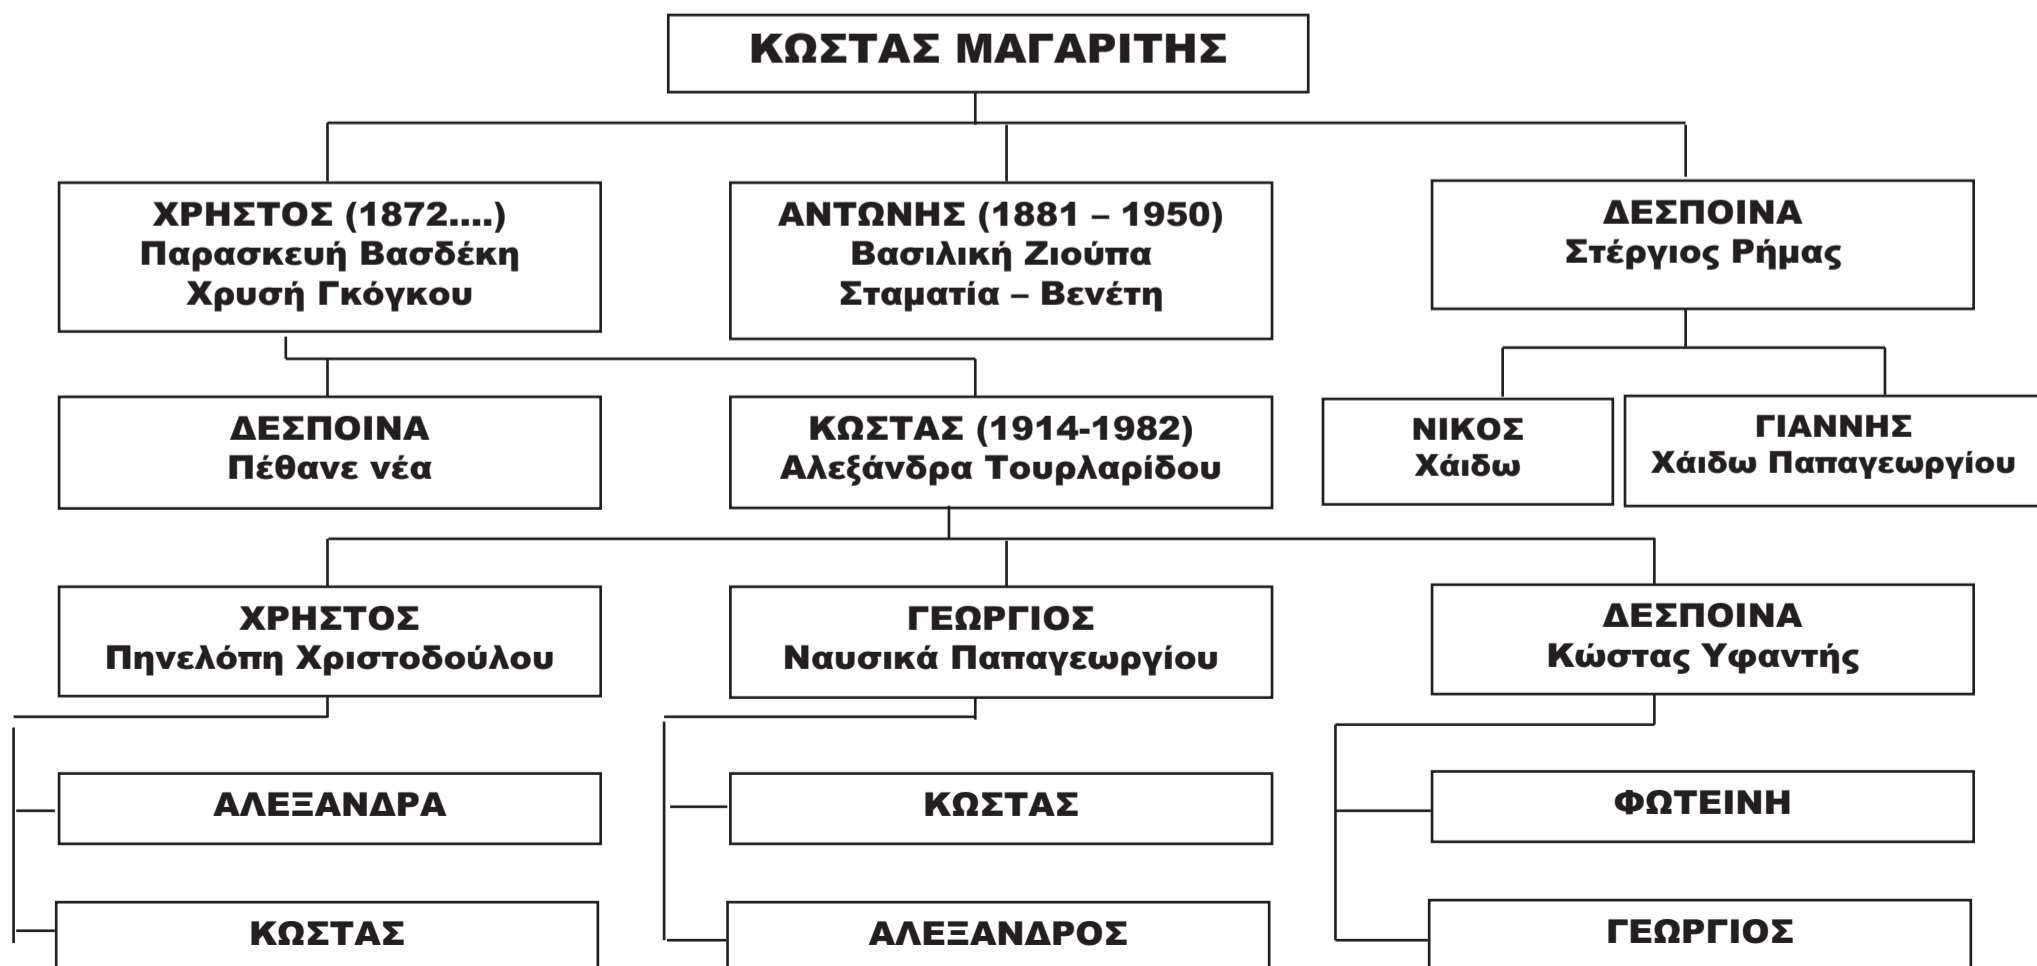 ΚΩΣΤΑΣ ΜΑΓΑΡΙΤΗΣ
ΧΡΗΣΤΟΣ (1872....)
Παρασκευή Βασδέκη
Χρυσή Γκόγκου
ΑΝΤΩΝΗΣ (1881 – 1950)
Βασιλική Ζιούπα
Σταματία – Βενέτη
ΔΕΣΠΟΙΝΑ
Στέργιος Ρήμας
ΔΕΣΠΟΙΝΑ
Πέθανε νέα
ΚΩΣΤΑΣ (1914-1982)
Αλεξάνδρα Τουρλαρίδου
ΝΙΚΟΣ
Χάιδω
ΓΙΑΝΝΗΣ
Χάιδω Παπαγεωργίου
ΧΡΗΣΤΟΣ
Πηνελόπη Χριστοδούλου
ΓΕΩΡΓΙΟΣ
Ναυσικά Παπαγεωργίου
ΔΕΣΠΟΙΝΑ
Κώστας Υφαντής
ΑΛΕΞΑΝΔΡΑ
ΚΩΣΤΑΣ
ΦΩΤΕΙΝΗ
ΚΩΣΤΑΣ
ΑΛΕΞΑΝΔΡΟΣ
ΓΕΩΡΓΙΟΣ